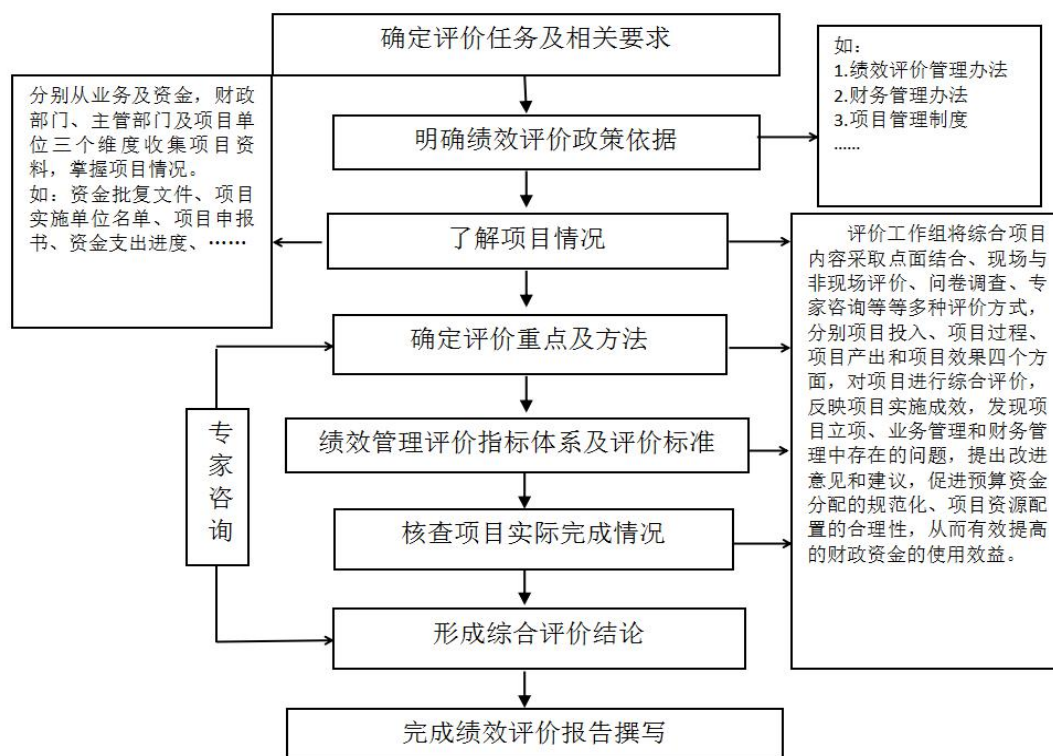 确定评价任务及相关要求
如：
1.绩效评价管理办法
2.财务管理办法
3.项目管理制度
……
分别从业务及资金，财政
部门、主管部门及项目单
位三个维度收集项目资
料，掌握项目情况。
如：资金批复文件、项目
实施单位名单、项目申报
书、资金支出进度、……
明确绩效评价政策依据
了解项目情况
评价工作组将综合项目
内容采取点面结合、现场与
非现场评价、问卷调查、专
家咨询等等多种评价方式，
分别项目投入、项目过程、
项目产出和项目效果四个方
面，对项目进行综合评价，
反映项目实施成效，发现项
目立项、业务管理和财务管
理中存在的问题，提出改进
意见和建议，促进预算资金
分配的规范化、项目资源配
置的合理性，从而有效提高
的财政资金的使用效益。
确定评价重点及方法
专家咨询
绩效管理评价指标体系及评价标准
核查项目实际完成情况
形成综合评价结论
完成绩效评价报告撰写